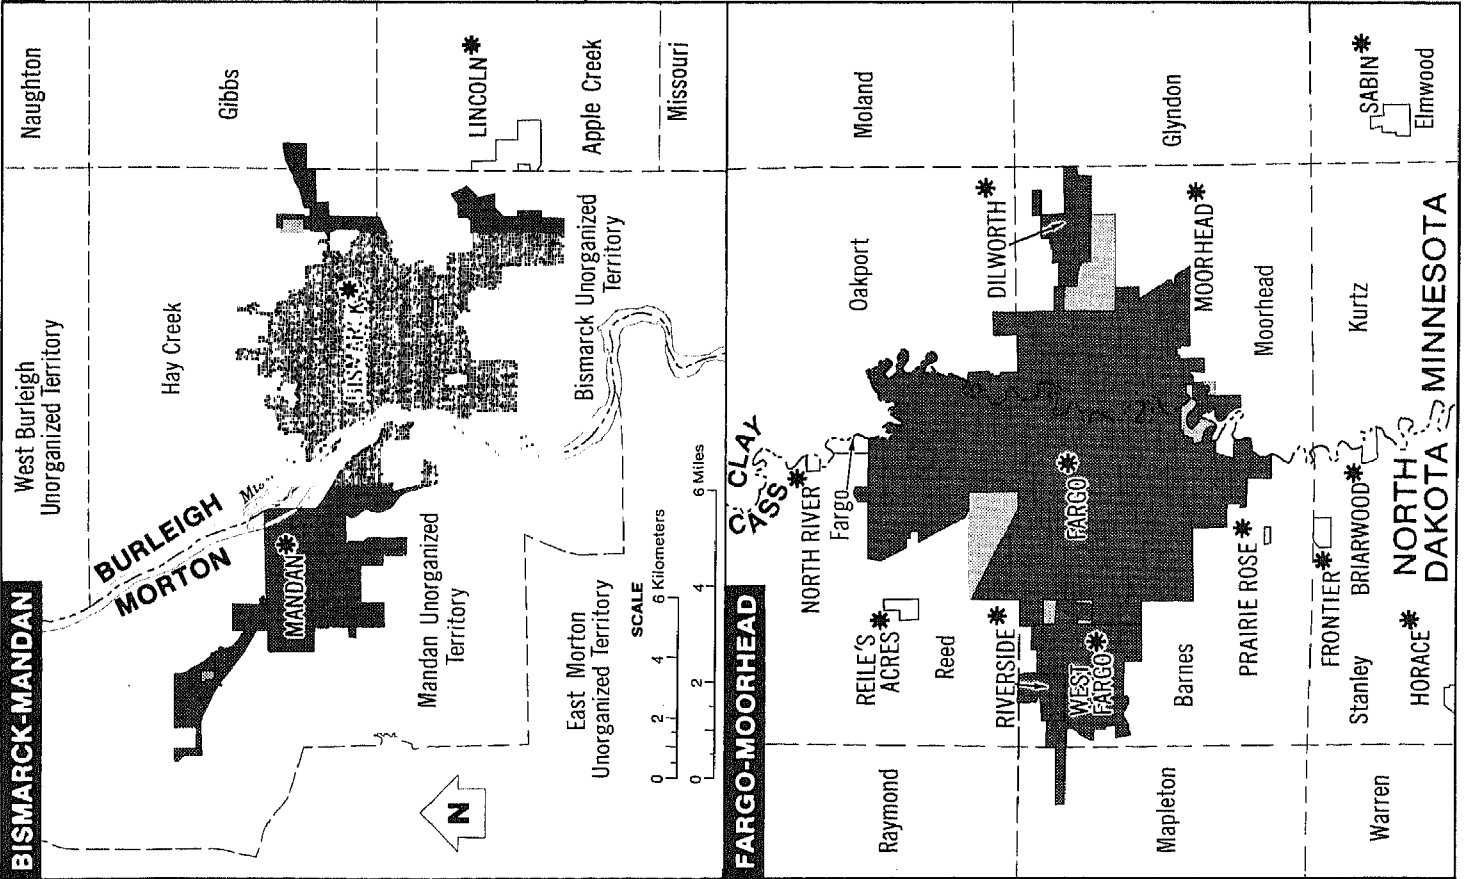 BISMARCK-MANDAN
Naughton
West Burleigh
Unorganized Territory
Gibbs
Hay Creek
BURLEIGH
MORTON
BISMARCK
MANDAN
LINCOLN
Apple Creek
Missouri
Mandan Unorganized
Territory
Bismarck Unorganized
Territory
East Morton
Unorganized Territory
SCALE
0 2 4 6 Kilometers
0 2 4 6 Miles
N
FARGO-MOORHEAD
CLAY
CASS
NORTH RIVER
Fargo
Moland
Oakport
REILE'S
ACRES
Reed
Raymond
DILWORTH
RIVERSIDE
WEST
FARGO
FARGO
Glyndon
MOORHEAD
Moorhead
Mapleton
Barnes
PRAIRIE ROSE
SABIN
Elmwood
Kurtz
FRONTIER
BRIARWOOD
Stanley
HORACE
Warren
NORTH
DAKOTA
MINNESOTA